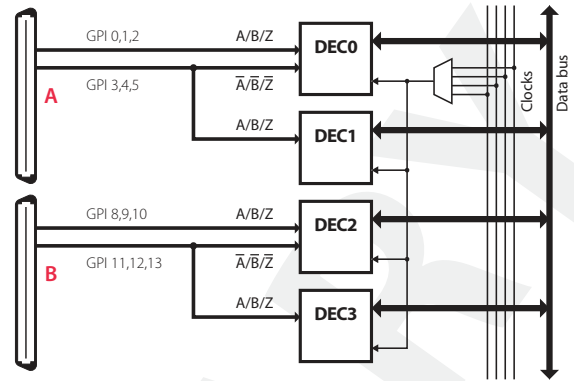 GPI 0,1,2 A/B/Z DEC0
A GPI 3,4,5 A̅/B̅/Z̅
A/B/Z DEC1
Clocks
Data bus
GPI 8,9,10 A/B/Z DEC2
B GPI 11,12,13 A̅/B̅/Z̅
A/B/Z DEC3